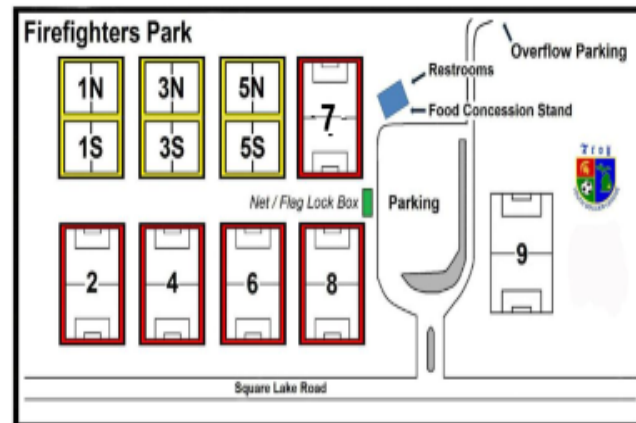 Firefighters Park
Overflow Parking
Restrooms
Food Concession Stand
1N
3N
5N
7
1S
3S
5S
Troy
Net / Flag Lock Box
Parking
9
2
4
6
8
Square Lake Road